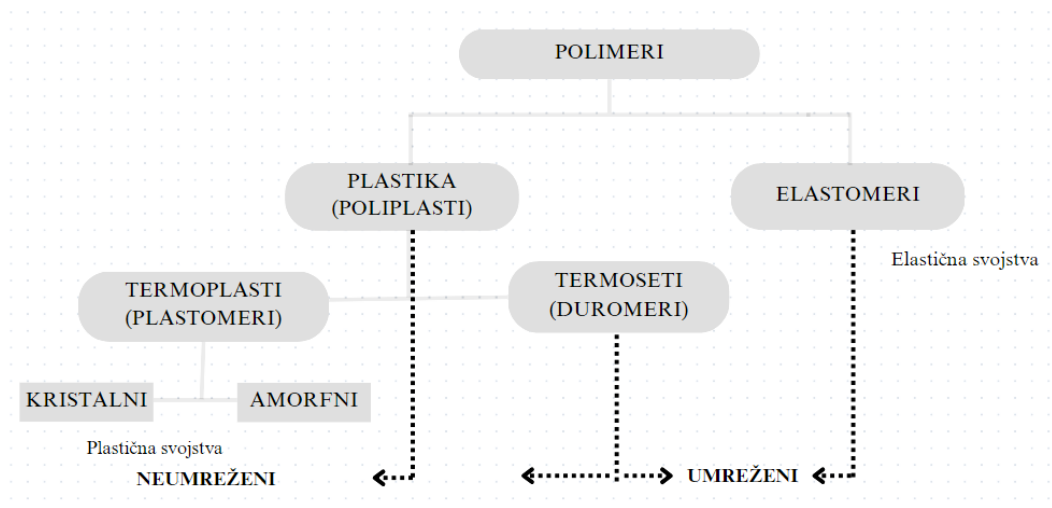 POLIMERI
PLASTIKA
(POLIPLASTI)
ELASTOMERI
Elastična svojstva
TERMOPLASTI
(PLASTOMERI)
TERMOSETI
(DUROMERI)
KRISTALNI
AMORFNI
Plastična svojstva
NEUMREŽENI
UMREŽENI